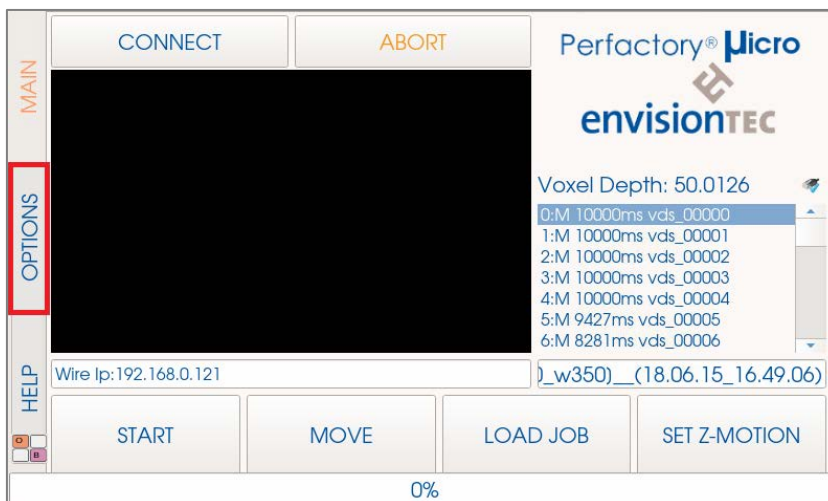 CONNECT
ABORT
Perfactory® µicro
envisionTEC
MAIN
OPTIONS
HELP
Voxel Depth: 50.0126
0:M 10000ms vds_00000
1:M 10000ms vds_00001
2:M 10000ms vds_00002
3:M 10000ms vds_00003
4:M 10000ms vds_00004
5:M 9427ms vds_00005
6:M 8281ms vds_00006
Wire Ip:192.168.0.121
)_w350)__(18.06.15_16.49.06)
O
B
START
MOVE
LOAD JOB
SET Z-MOTION
0%